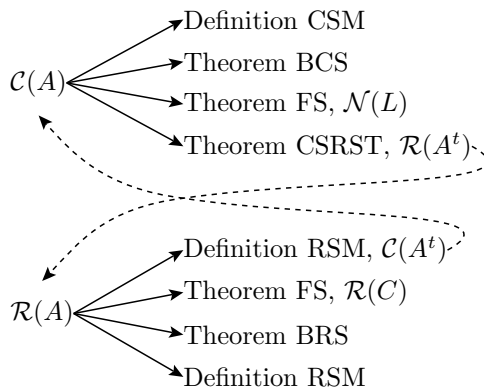 Definition CSM
Theorem BCS
𝒞(A)
Theorem FS, 𝒩(L)
Theorem CSRST, ℛ(Aᵗ)
Definition RSM, 𝒞(Aᵗ)
Theorem FS, ℛ(C)
ℛ(A)
Theorem BRS
Definition RSM